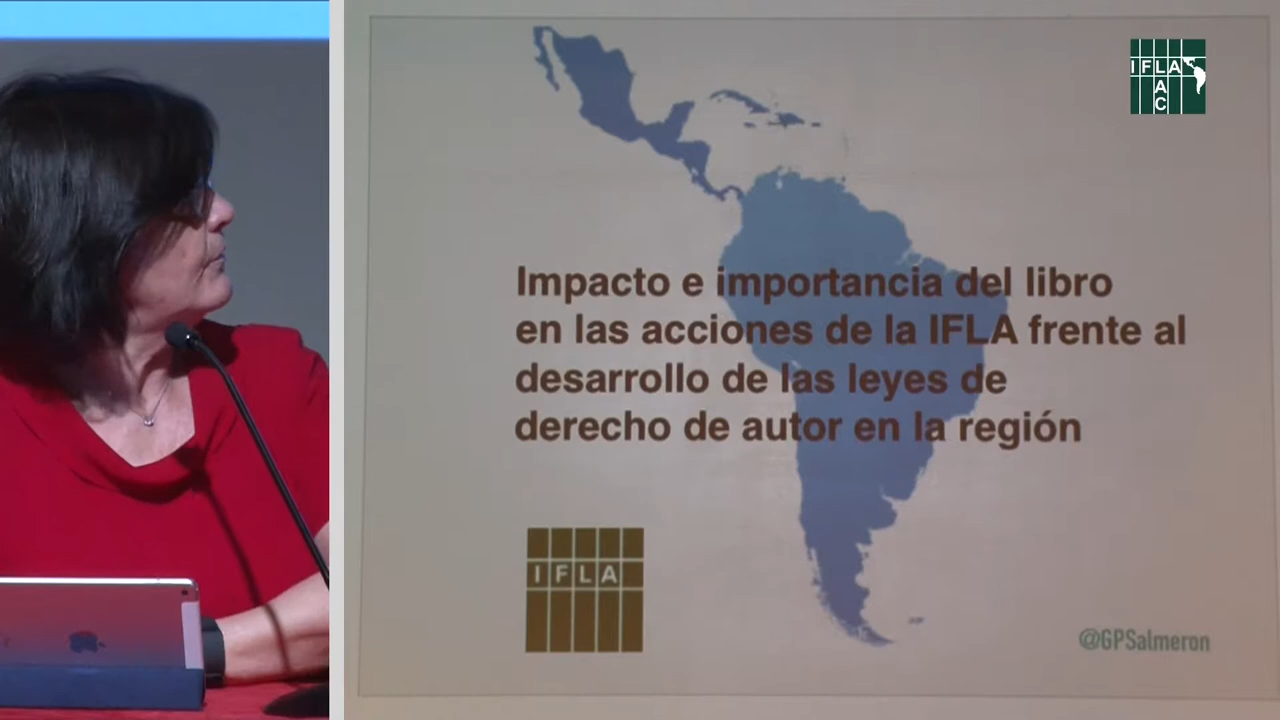 IFLA
LAC
Impacto e importancia del libro
en las acciones de la IFLA frente al
desarrollo de las leyes de
derecho de autor en la región
IFLA
@GPSalmeron